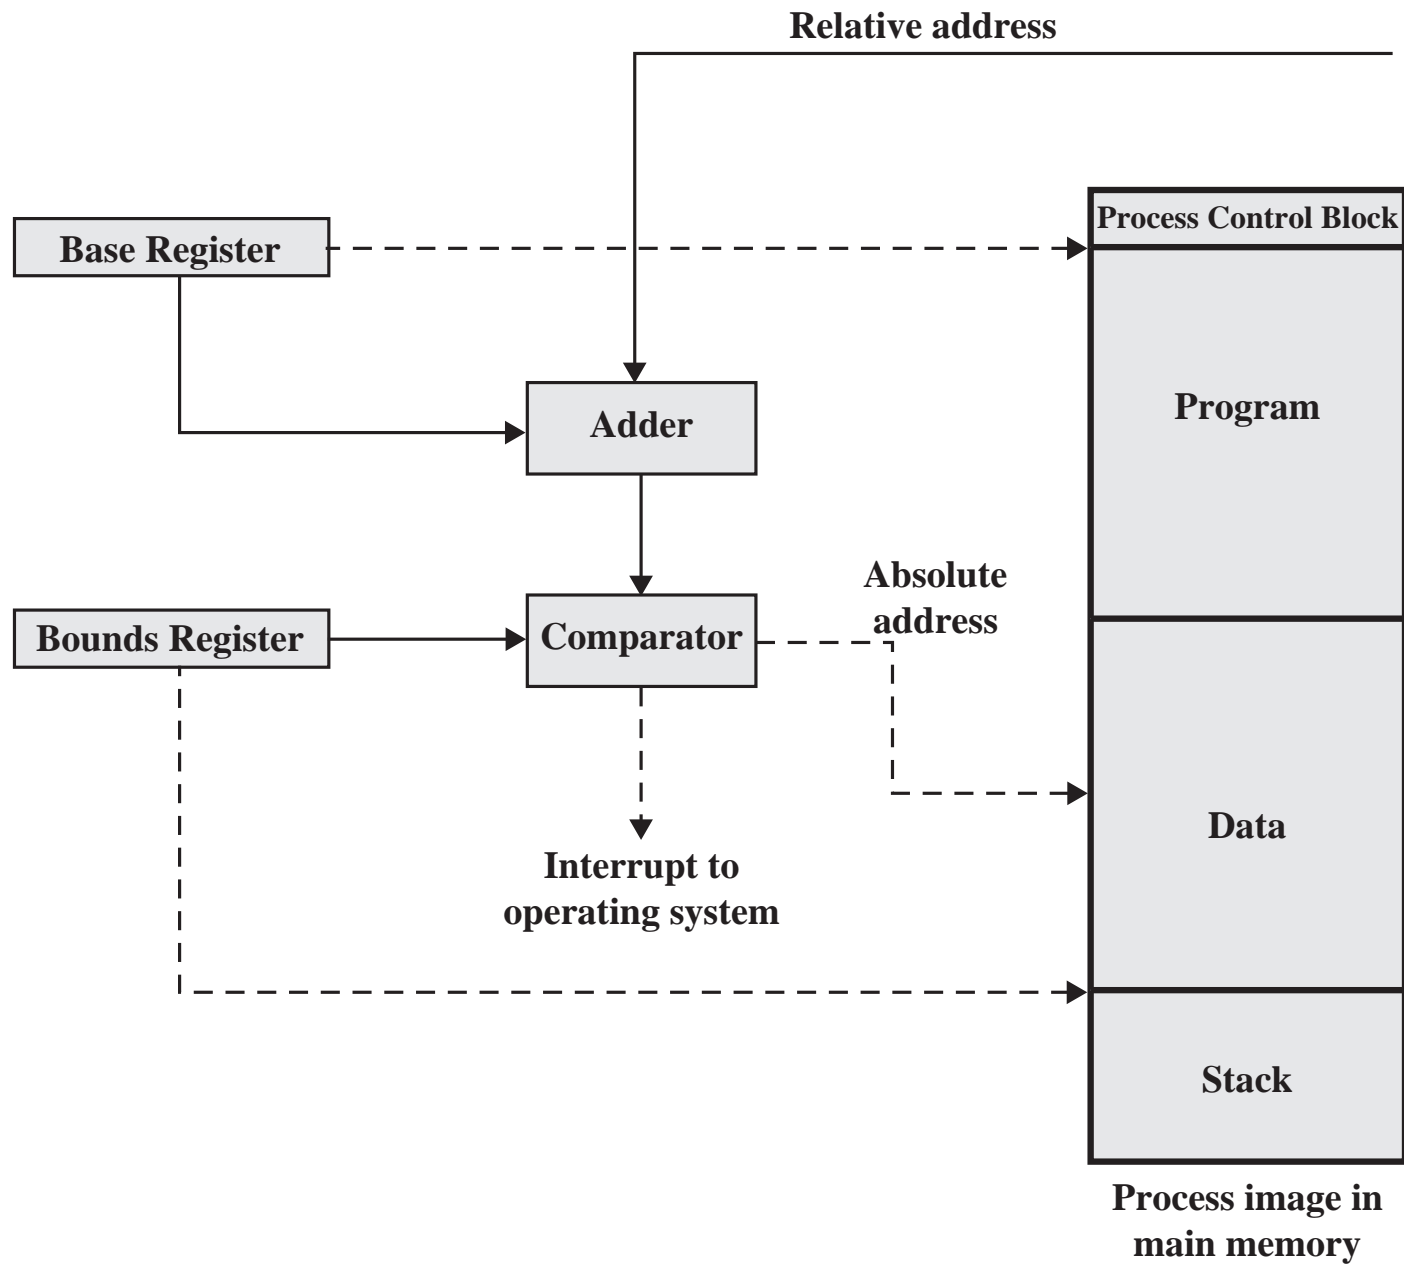 Relative address
Process Control Block
Base Register
Program
Adder
Absolute
address
Bounds Register
Comparator
Data
Interrupt to
operating system
Stack
Process image in
main memory